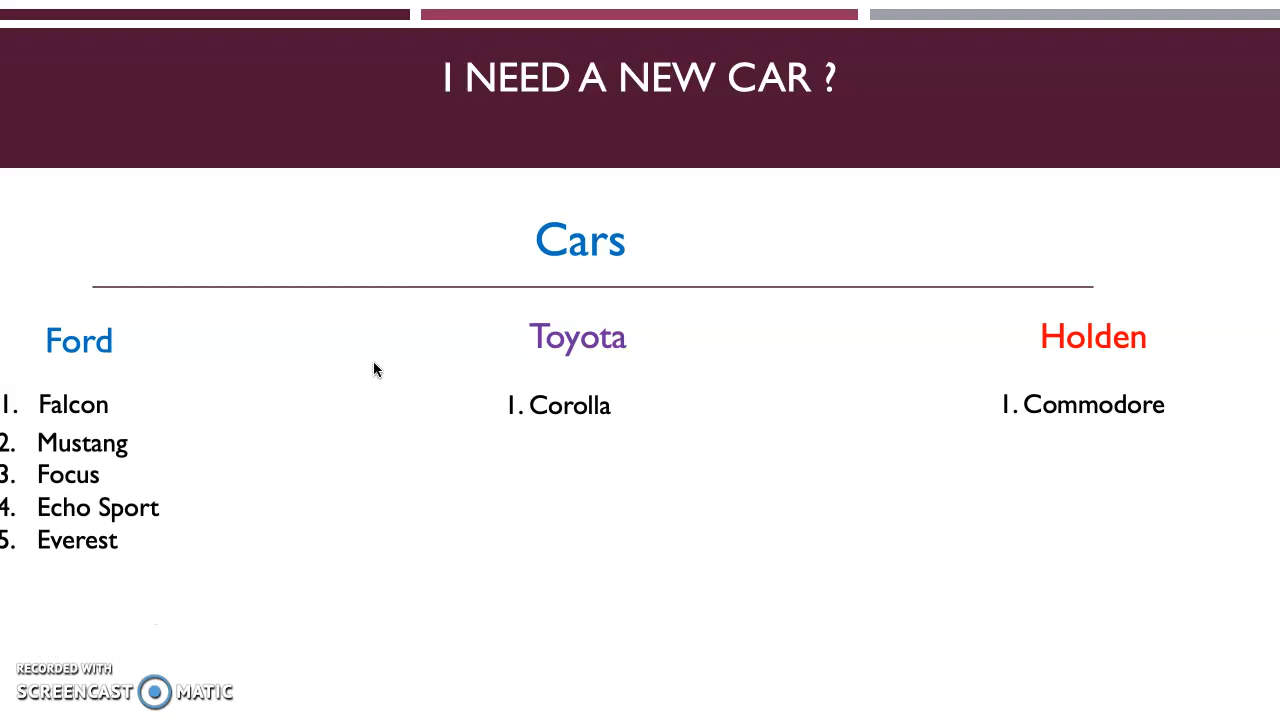 I NEED A NEW CAR ?
Cars
Ford
Toyota
Holden
1. Falcon
2. Mustang
3. Focus
4. Echo Sport
5. Everest
1. Corolla
1. Commodore
RECORDED WITH
SCREENCAST MATIC